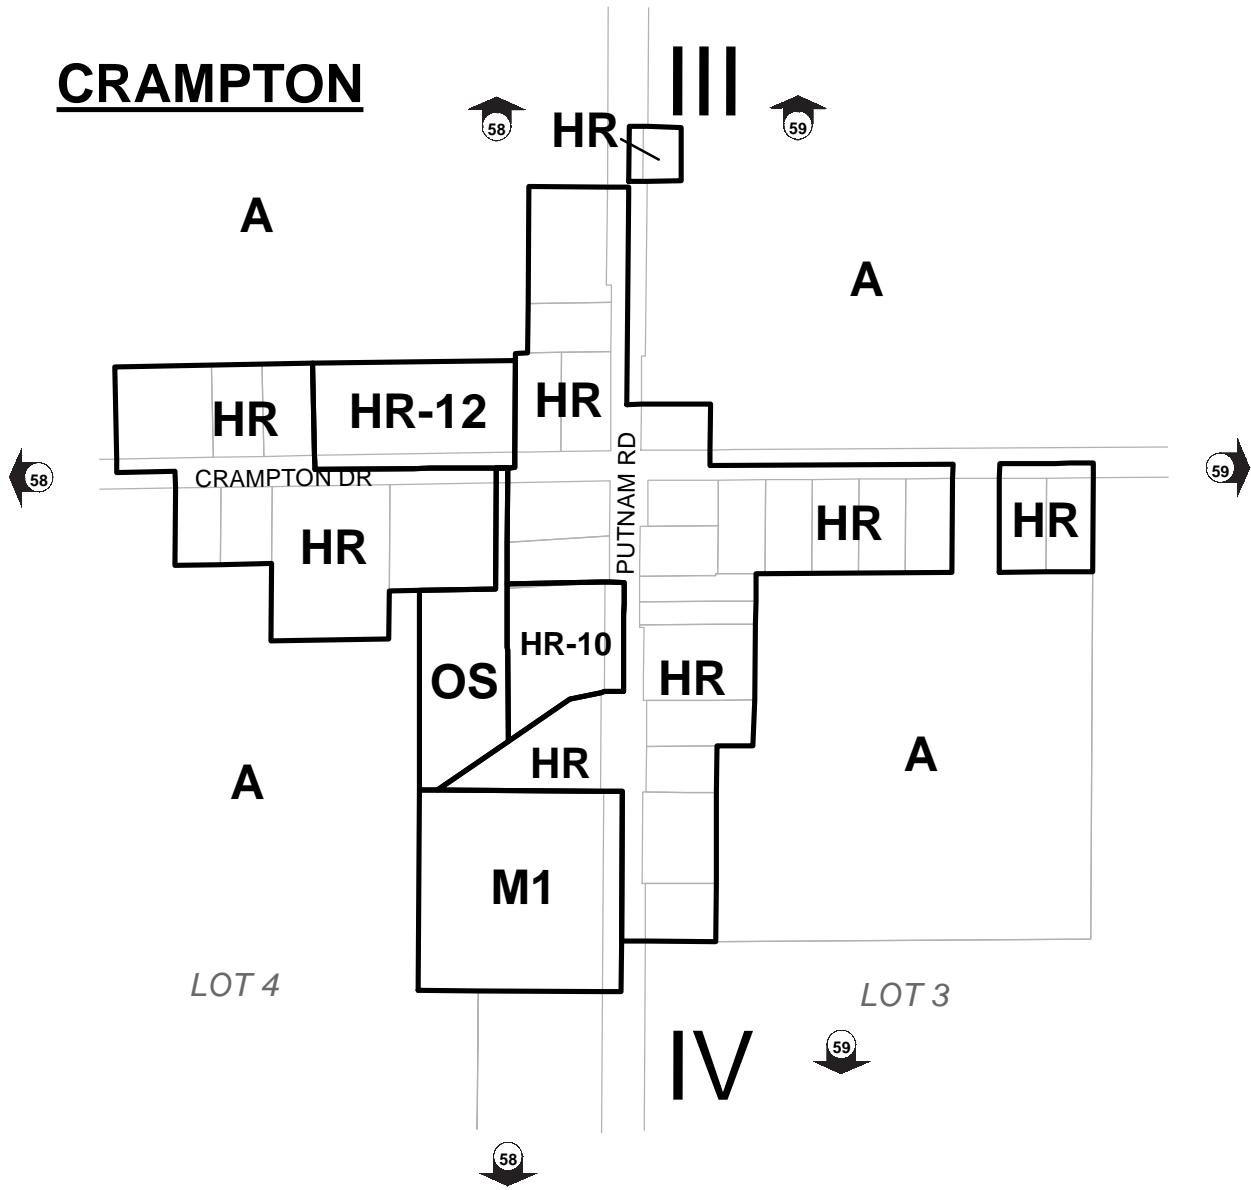 III
CRAMPTON
58
HR
59
A
A
HR
HR-12
HR
58
CRAMPTON DR
PUTNAM RD
59
HR
HR
HR
HR-10
OS
HR
HR
A
A
M1
LOT 4
LOT 3
IV
59
58